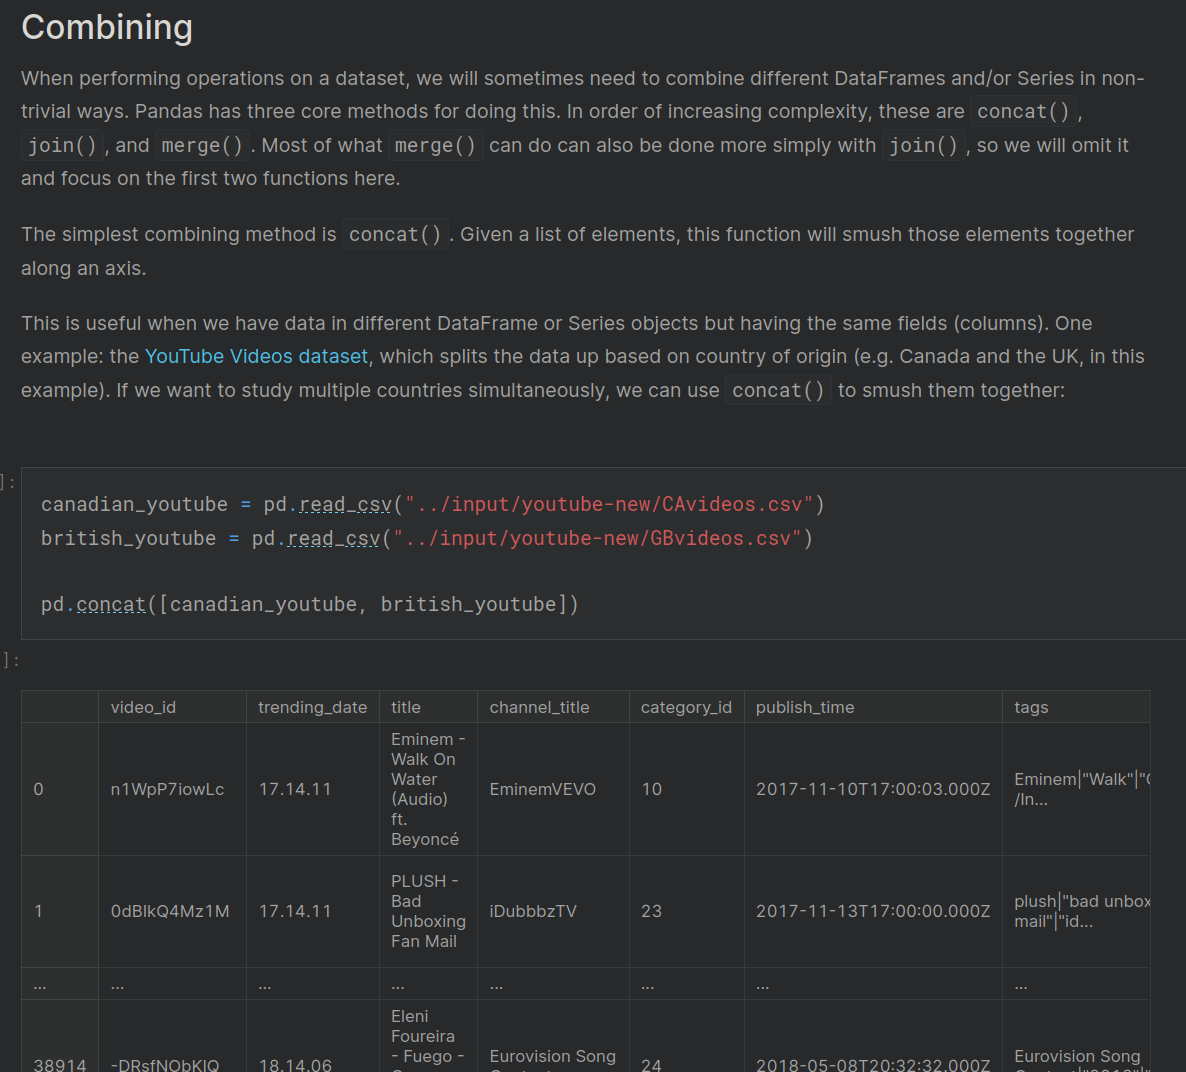 Combining
When performing operations on a dataset, we will sometimes need to combine different DataFrames and/or Series in non-
trivial ways. Pandas has three core methods for doing this. In order of increasing complexity, these are concat() ,
join() , and merge() . Most of what merge() can do can also be done more simply with join() , so we will omit it
and focus on the first two functions here.
The simplest combining method is concat() . Given a list of elements, this function will smush those elements together
along an axis.
This is useful when we have data in different DataFrame or Series objects but having the same fields (columns). One
example: the YouTube Videos dataset, which splits the data up based on country of origin (e.g. Canada and the UK, in this
example). If we want to study multiple countries simultaneously, we can use concat() to smush them together:
]:
canadian_youtube = pd.read_csv("../input/youtube-new/CAvideos.csv")
british_youtube = pd.read_csv("../input/youtube-new/GBvideos.csv")
pd.concat([canadian_youtube, british_youtube])
]:
video_id trending_date title channel_title category_id publish_time tags
Eminem -
Walk On
Water
(Audio)
ft.
Beyoncé
0 n1WpP7iowLc 17.14.11 EminemVEVO 10 2017-11-10T17:00:03.000Z Eminem|"Walk"|"
/In...
PLUSH -
Bad
Unboxing
Fan Mail
1 0dBIkQ4Mz1M 17.14.11 iDubbbzTV 23 2017-11-13T17:00:00.000Z plush|"bad unbox
mail"|"id...
... ... ... ... ... ... ... ...
Eleni
Foureira
- Fuego -
38914 -DRsfNObKIQ 18.14.06 Eurovision Song 24 2018-05-08T20:32:32.000Z Eurovision Song